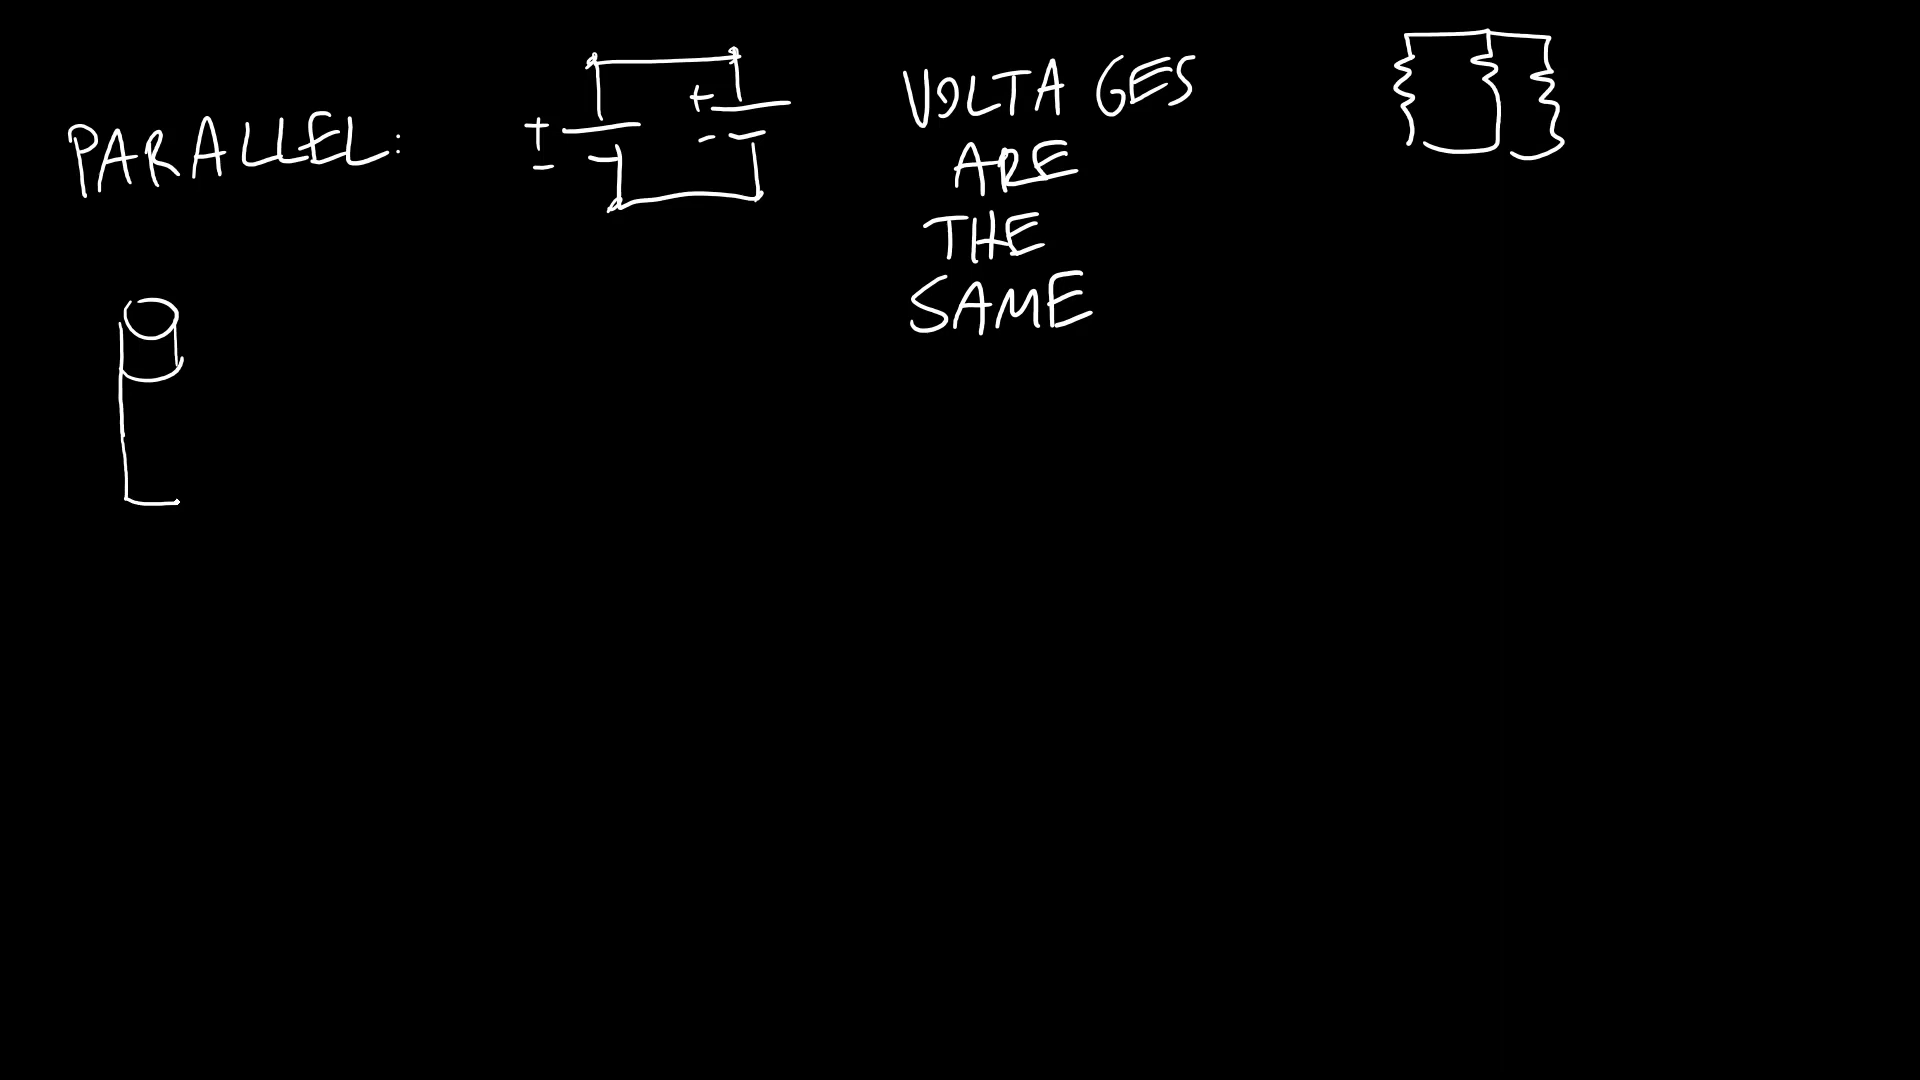 PARALLEL:
+
-
+
-
VOLTAGES
ARE
THE
SAME